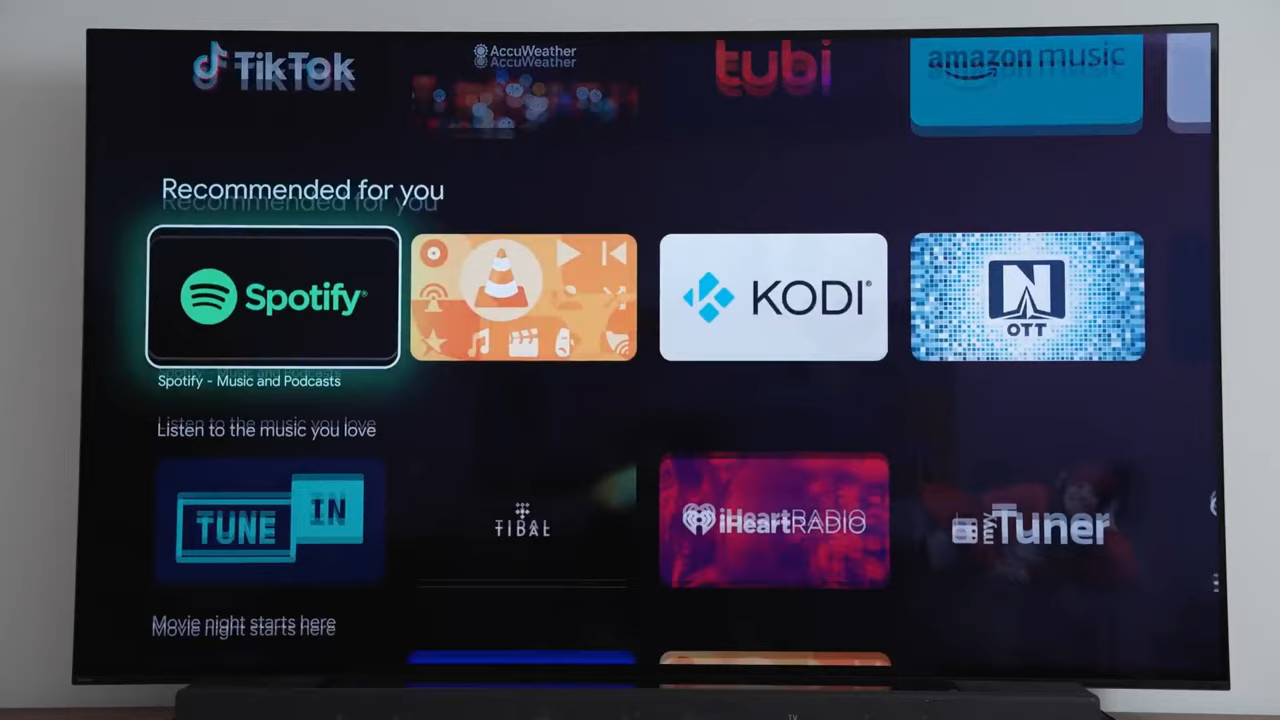 TikTok
AccuWeather
tubi
amazon music
Recommended for you
Spotify®
KODI®
N
OTT
Spotify - Music and Podcasts
Listen to the music you love
TUNE IN
TIDAL
iHeartRADIO
myTuner
Movie night starts here
TV